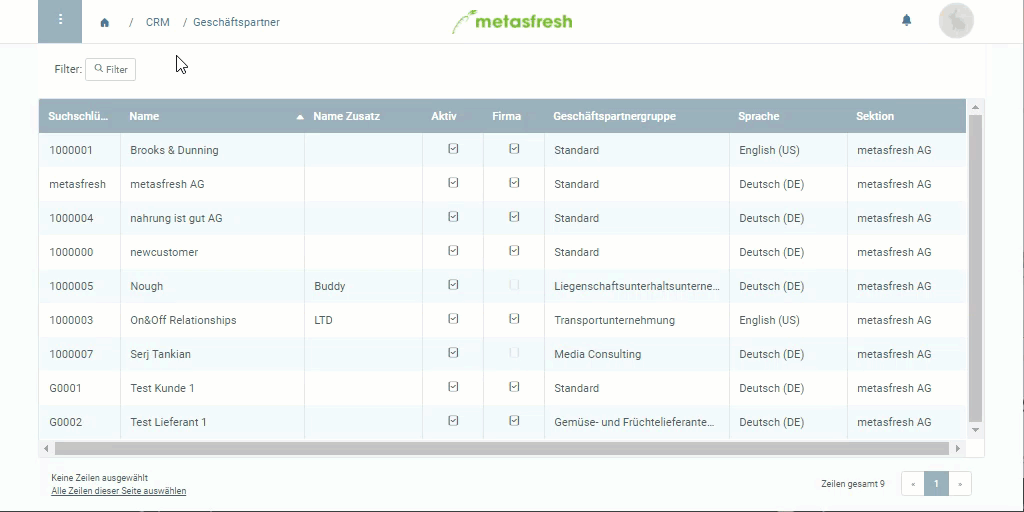 CRM / Geschäftspartner
metasfresh
Filter: Filter
Suchschlü... Name Name Zusatz Aktiv Firma Geschäftspartnergruppe Sprache Sektion
1000001 Brooks & Dunning Standard English (US) metasfresh AG
metasfresh metasfresh AG Standard Deutsch (DE) metasfresh AG
1000004 nahrung ist gut AG Standard Deutsch (DE) metasfresh AG
1000000 newcustomer Standard Deutsch (DE) metasfresh AG
1000005 Nough Buddy Liegenschaftsunterhaltsunterne... Deutsch (DE) metasfresh AG
1000003 On&Off Relationships LTD Transportunternehmung English (US) metasfresh AG
1000007 Serj Tankian Media Consulting Deutsch (DE) metasfresh AG
G0001 Test Kunde 1 Standard Deutsch (DE) metasfresh AG
G0002 Test Lieferant 1 Gemüse- und Früchtelieferante... Deutsch (DE) metasfresh AG
Keine Zeilen ausgewählt
Alle Zeilen dieser Seite auswählen
Zeilen gesamt 9 « 1 »